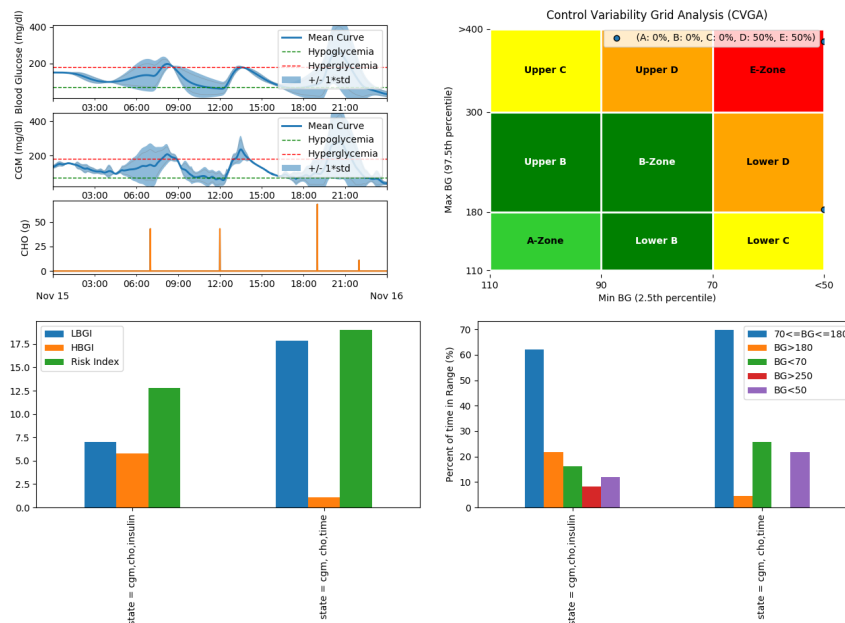 Blood Glucose (mg/dl)
400
200
Mean Curve
Hypoglycemia
Hyperglycemia
+/- 1*std
03:00 06:00 09:00 12:00 15:00 18:00 21:00
CGM (mg/dl)
400
200
Mean Curve
Hypoglycemia
Hyperglycemia
+/- 1*std
03:00 06:00 09:00 12:00 15:00 18:00 21:00
CHO (g)
50
25
0
03:00 06:00 09:00 12:00 15:00 18:00 21:00
Nov 15 Nov 16
Control Variability Grid Analysis (CVGA)
(A: 0%, B: 0%, C: 0%, D: 50%, E: 50%)
Max BG (97.5th percentile)
>400
300
180
110
Upper C Upper D E-Zone
Upper B B-Zone Lower D
A-Zone Lower B Lower C
110 90 70 <50
Min BG (2.5th percentile)
LBGI
HBGI
Risk Index
17.5
15.0
12.5
10.0
7.5
5.0
2.5
0.0
state = cgm,cho,insulin
state = cgm, cho,time
Percent of time in Range (%)
70
60
50
40
30
20
10
0
70<=BG<=180
BG>180
BG<70
BG>250
BG<50
state = cgm,cho,insulin
state = cgm, cho,time